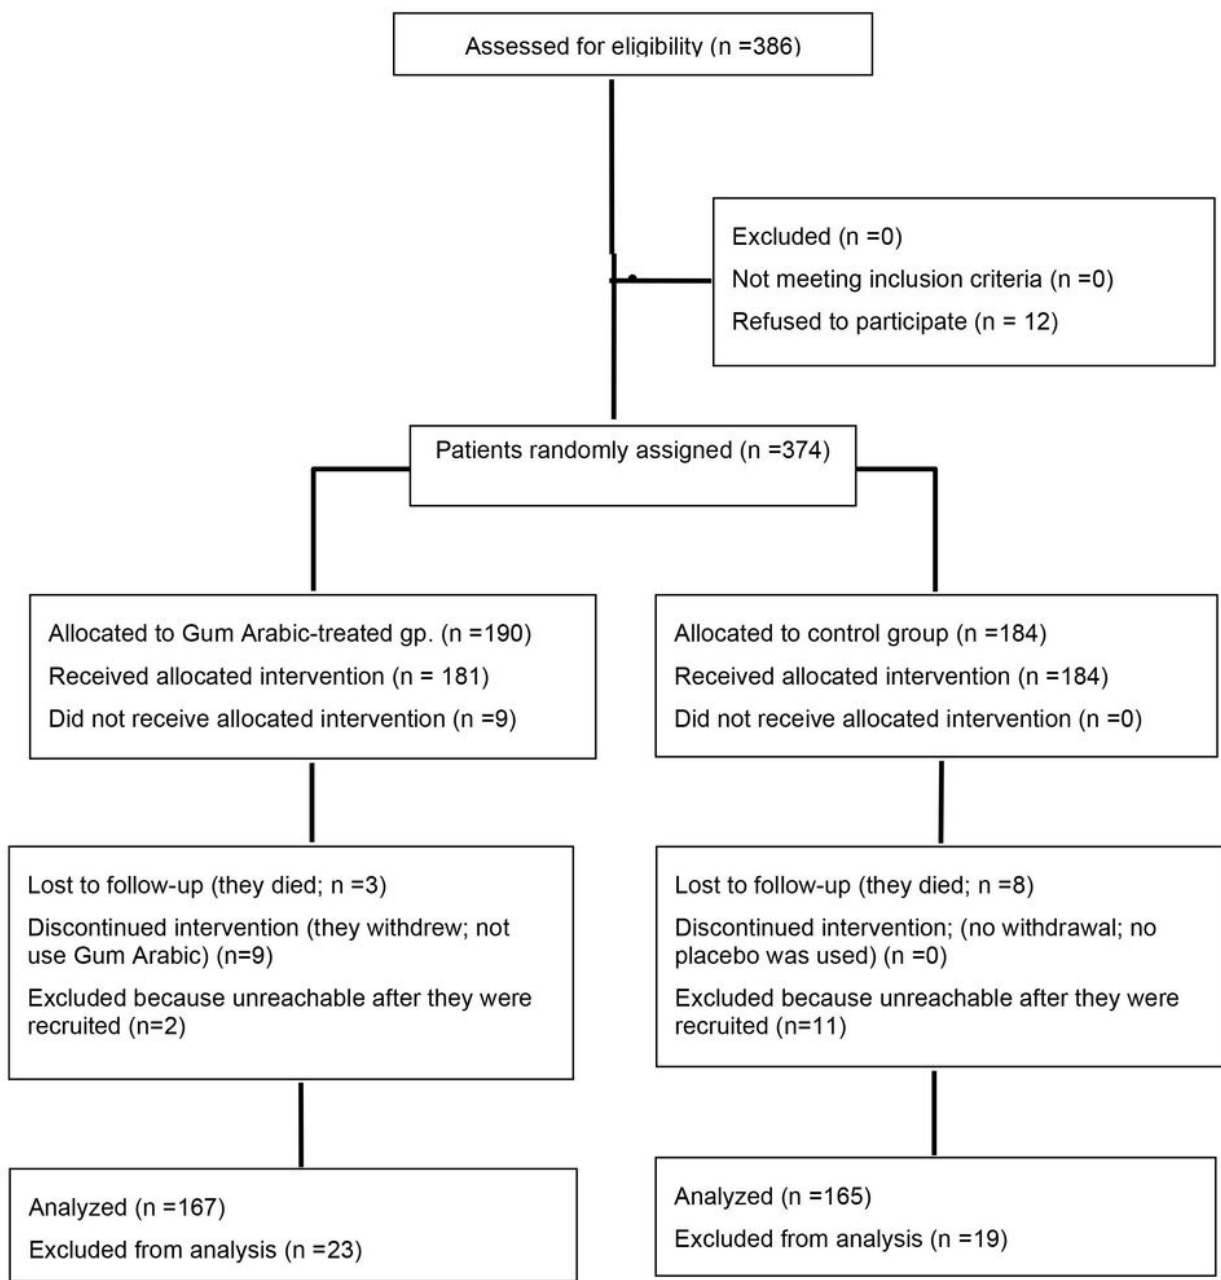 Assessed for eligibility (n =386)
Excluded (n =0)
Not meeting inclusion criteria (n =0)
Refused to participate (n = 12)
Patients randomly assigned (n =374)
Allocated to Gum Arabic-treated gp. (n =190)
Received allocated intervention (n = 181)
Did not receive allocated intervention (n =9)
Allocated to control group (n =184)
Received allocated intervention (n =184)
Did not receive allocated intervention (n =0)
Lost to follow-up (they died; n =3)
Discontinued intervention (they withdrew; not
use Gum Arabic) (n=9)
Excluded because unreachable after they were
recruited (n=2)
Lost to follow-up (they died; n =8)
Discontinued intervention; (no withdrawal; no
placebo was used) (n =0)
Excluded because unreachable after they were
recruited (n=11)
Analyzed (n =167)
Excluded from analysis (n =23)
Analyzed (n =165)
Excluded from analysis (n =19)